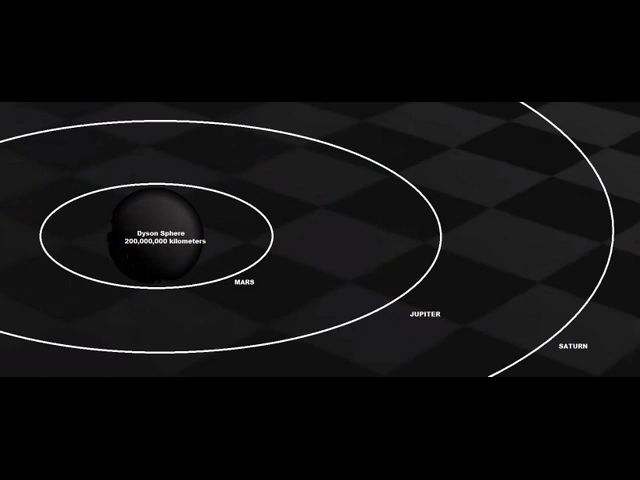 Dyson Sphere
200,000,000 kilometers
MARS
JUPITER
SATURN